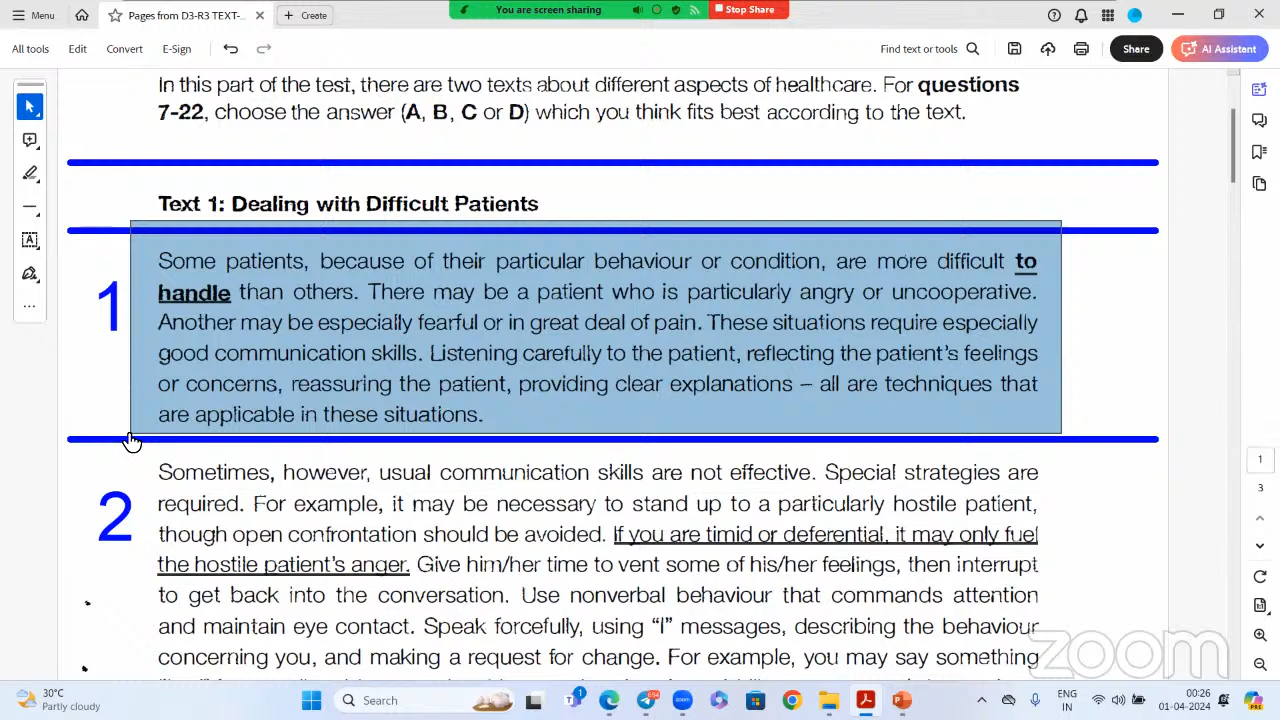 You are screen sharing
Stop Share
Menu
Pages from D3-R3 TEXT-...
Create
All tools
Edit
Convert
E-Sign
Find text or tools
Share
AI Assistant
In this part of the test, there are two texts about different aspects of healthcare. For questions
7-22, choose the answer (A, B, C or D) which you think fits best according to the text.
Text 1: Dealing with Difficult Patients
1
Some patients, because of their particular behaviour or condition, are more difficult to
handle than others. There may be a patient who is particularly angry or uncooperative.
Another may be especially fearful or in great deal of pain. These situations require especially
good communication skills. Listening carefully to the patient, reflecting the patient's feelings
or concerns, reassuring the patient, providing clear explanations – all are techniques that
are applicable in these situations.
2
Sometimes, however, usual communication skills are not effective. Special strategies are
required. For example, it may be necessary to stand up to a particularly hostile patient,
though open confrontation should be avoided. If you are timid or deferential, it may only fuel
the hostile patient's anger. Give him/her time to vent some of his/her feelings, then interrupt
to get back into the conversation. Use nonverbal behaviour that commands attention
and maintain eye contact. Speak forcefully, using "I" messages, describing the behaviour
concerning you, and making a request for change. For example, you may say something
zoom
1
3
30°C
Partly cloudy
Search
1
ENG
IN
00:26
01-04-2024